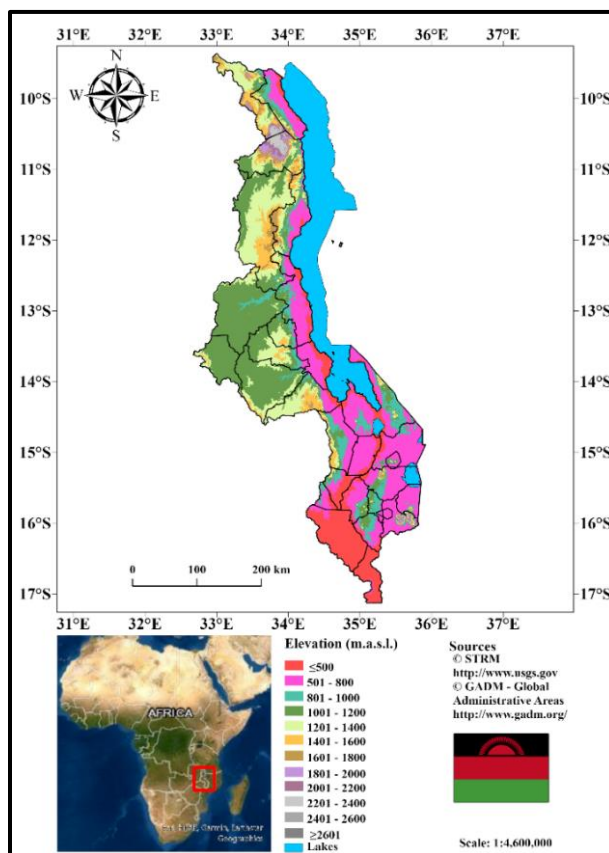 31°E 32°E 33°E 34°E 35°E 36°E 37°E
N
W E
S
10°S 10°S
11°S 11°S
12°S 12°S
13°S 13°S
14°S 14°S
15°S 15°S
16°S 16°S
17°S 17°S
0 100 200 km
31°E 32°E 33°E 34°E 35°E 36°E 37°E
AFRICA
Geographics
Elevation (m.a.s.l.)
≤500
501 - 800
801 - 1000
1001 - 1200
1201 - 1400
1401 - 1600
1601 - 1800
1801 - 2000
2001 - 2200
2201 - 2400
2401 - 2600
≥2601
Lakes
Sources
© STRM
http://www.usgs.gov
© GADM - Global
Administrative Areas
http://www.gadm.org/
Scale: 1:4,600,000